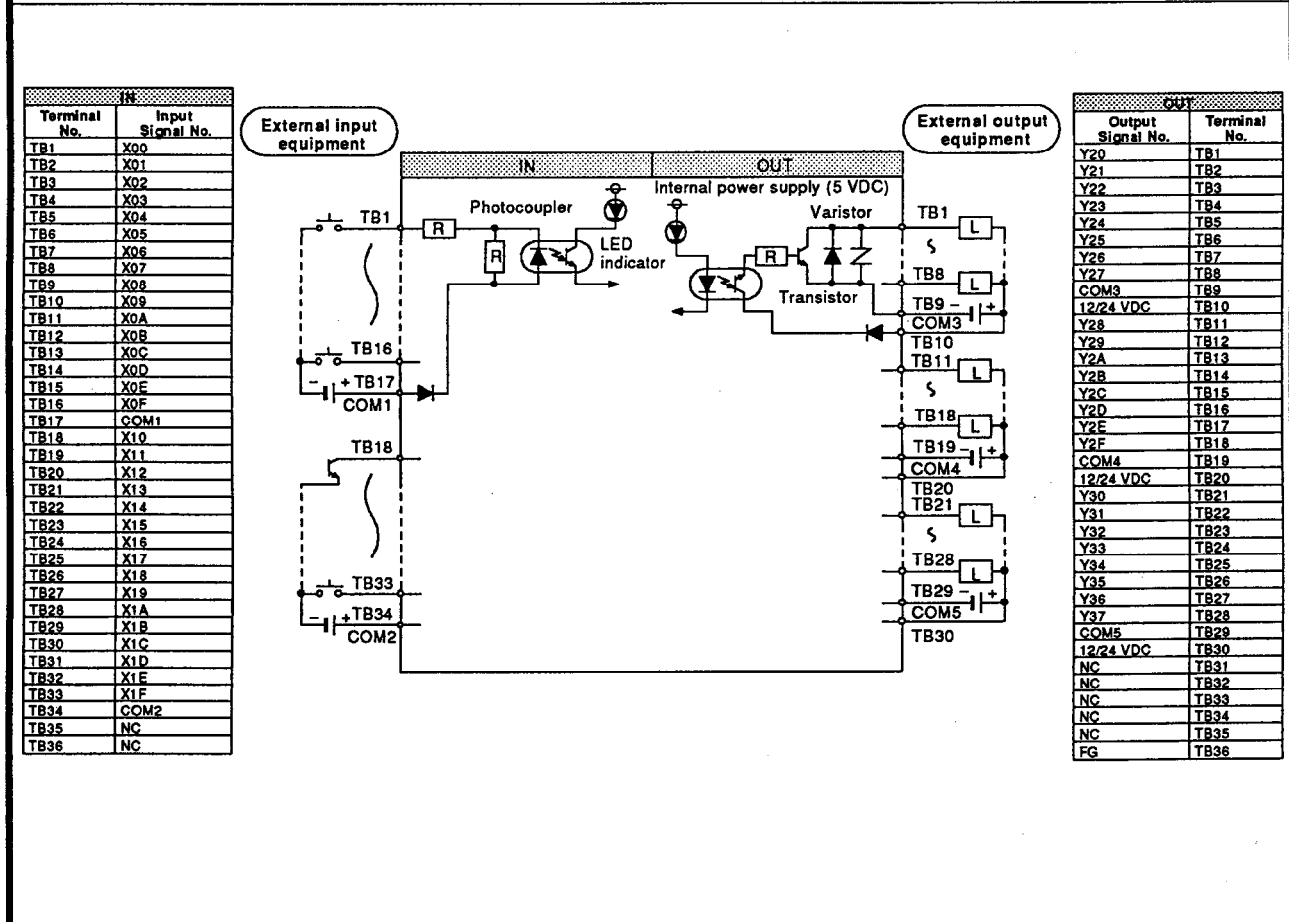 IN
Terminal No. Input Signal No.
TB1 X00
TB2 X01
TB3 X02
TB4 X03
TB5 X04
TB6 X05
TB7 X06
TB8 X07
TB9 X08
TB10 X09
TB11 X0A
TB12 X0B
TB13 X0C
TB14 X0D
TB15 X0E
TB16 X0F
TB17 COM1
TB18 X10
TB19 X11
TB20 X12
TB21 X13
TB22 X14
TB23 X15
TB24 X16
TB25 X17
TB26 X18
TB27 X19
TB28 X1A
TB29 X1B
TB30 X1C
TB31 X1D
TB32 X1E
TB33 X1F
TB34 COM2
TB35 NC
TB36 NC
External input
equipment
TB1
TB16
- + TB17
COM1
TB18
TB33
- + TB34
COM2
IN OUT
Photocoupler
R
R
LED
indicator
Internal power supply (5 VDC)
Varistor
R
Transistor
External output
equipment
TB1 L
TB8 L
TB9 - +
COM3
TB10
TB11 L
TB18 L
TB19 - +
COM4
TB20
TB21 L
TB28 L
TB29 - +
COM5
TB30
OUT
Output Signal No. Terminal No.
Y20 TB1
Y21 TB2
Y22 TB3
Y23 TB4
Y24 TB5
Y25 TB6
Y26 TB7
Y27 TB8
COM3 TB9
12/24 VDC TB10
Y28 TB11
Y29 TB12
Y2A TB13
Y2B TB14
Y2C TB15
Y2D TB16
Y2E TB17
Y2F TB18
COM4 TB19
12/24 VDC TB20
Y30 TB21
Y31 TB22
Y32 TB23
Y33 TB24
Y34 TB25
Y35 TB26
Y36 TB27
Y37 TB28
COM5 TB29
12/24 VDC TB30
NC TB31
NC TB32
NC TB33
NC TB34
NC TB35
FG TB36